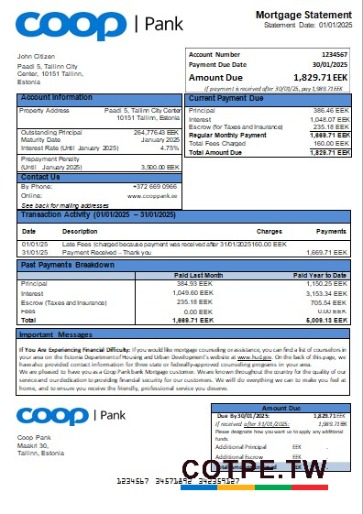 coop | Pank
Mortgage Statement
Statement Date: 01/01/2025
John Citizen
Paadi 5, Tallinn City
Center, 10151 Tallinn,
Estonia
Account Number 1234567
Payment Due Date 30/01/2025
Amount Due 1,829.71 EEK
If payment is received after 30/01/25, pay 1,989.71 EEK
Account Information
Property Address Paadi 5, Tallinn City Center
10151 Tallinn, Estonia
Outstanding Principal 264,776.43 EEK
Maturity Date January 2025
Interest Rate (Until January 2025) 4.75%
Prepayment Penalty
(Until January 2025) 3,500.00 EEK
Contact Us
By Phone: +372 669 0966
Online: www.cooppank.ee
See back for mailing addresses
Current Payment Due
Principal 386.46 EEK
Interest 1,048.07 EEK
Escrow (for Taxes and Insurance) 235.18 EEK
Regular Monthly Payment 1,669.71 EEK
Total Fees Charged 160.00 EEK
Total Amount Due 1,829.71 EEK
Transaction Activity (01/01/2025 – 31/01/2025)
Date Description Charges Payments
01/01/25 Late Fees (charged because payment was received after 31/01/2025 160.00 EEK
31/01/25 Payment Received – Thank you 1,669.71 EEK
Past Payments Breakdown
Paid Last Month Paid Year to Date
Principal 384.93 EEK 1,150.25 EEK
Interest 1,049.60 EEK 3,153.34 EEK
Escrow (Taxes and Insurance) 235.18 EEK 705.54 EEK
Fees 0.00 EEK 0.00 EEK
Total 1,669.71 EEK 5,009.13 EEK
Important Messages
If You Are Experiencing Financial Difficulty: If you would like mortgage counseling or assistance, you can find a list of counselors in
your area on the Estonia Department of Housing and Urban Development's website at www.hud.gov. On the back of this page, we
have also provided contact information for three state or federally-approved counseling programs in your area.
We are pleased to have you as a Coop Pank bank Mortgage customer. We are known throughout the country for the quality of our
services and our dedication to providing financial security for our customers. We will do everything we can to make you feel at
home, and to ensure you receive the friendly, professional service you deserve.
coop | Pank
Coop Pank
Maakri 30,
Tallinn, Estonia
Amount Due
Due By 30/01/25: 1,829.71 EEK
If received after 31/01/25: 1,989.71 EEK
Please designate how you want us to apply any additional
funds.
Additional Principal EEK .
Additional Escrow EEK .
COTPE.TW